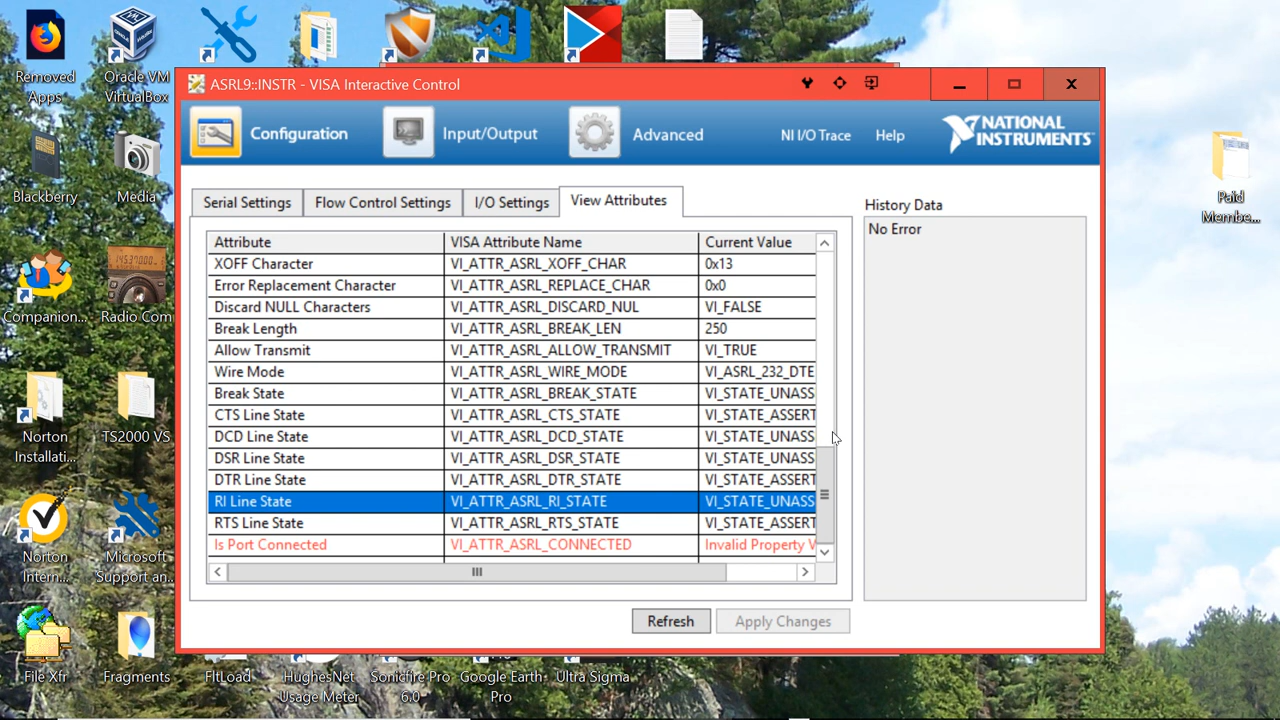 Removed
Apps
Oracle VM
VirtualBox
ASRL9::INSTR - VISA Interactive Control
Configuration
Input/Output
Advanced
NI I/O Trace
Help
NATIONAL
INSTRUMENTS
Serial Settings
Flow Control Settings
I/O Settings
View Attributes
History Data
No Error
Attribute VISA Attribute Name Current Value
XOFF Character VI_ATTR_ASRL_XOFF_CHAR 0x13
Error Replacement Character VI_ATTR_ASRL_REPLACE_CHAR 0x0
Discard NULL Characters VI_ATTR_ASRL_DISCARD_NUL VI_FALSE
Break Length VI_ATTR_ASRL_BREAK_LEN 250
Allow Transmit VI_ATTR_ASRL_ALLOW_TRANSMIT VI_TRUE
Wire Mode VI_ATTR_ASRL_WIRE_MODE VI_ASRL_232_DTE
Break State VI_ATTR_ASRL_BREAK_STATE VI_STATE_UNASS
CTS Line State VI_ATTR_ASRL_CTS_STATE VI_STATE_ASSERT
DCD Line State VI_ATTR_ASRL_DCD_STATE VI_STATE_UNASS
DSR Line State VI_ATTR_ASRL_DSR_STATE VI_STATE_UNASS
DTR Line State VI_ATTR_ASRL_DTR_STATE VI_STATE_ASSERT
RI Line State VI_ATTR_ASRL_RI_STATE VI_STATE_UNASS
RTS Line State VI_ATTR_ASRL_RTS_STATE VI_STATE_ASSERT
Is Port Connected VI_ATTR_ASRL_CONNECTED Invalid Property V
Refresh
Apply Changes
Blackberry
Media
Companion...
Radio Com
Norton
Installati...
TS2000 VS
Norton
Intern...
Microsoft
Support an...
File Xfr
Fragments
FltLoad
HughesNet
Usage Meter
Sonicfire Pro
6.0
Google Earth
Pro
Ultra Sigma
Paid
Membe...